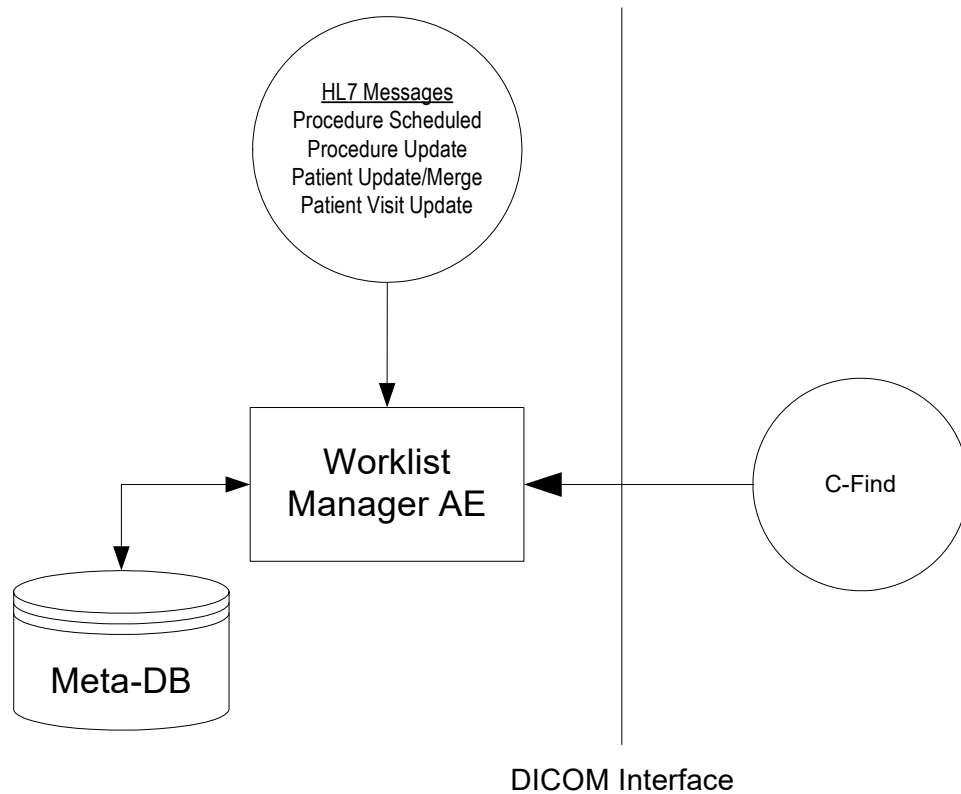 HL7 Messages
Procedure Scheduled
Procedure Update
Patient Update/Merge
Patient Visit Update
Worklist
Manager AE
C-Find
Meta-DB
DICOM Interface